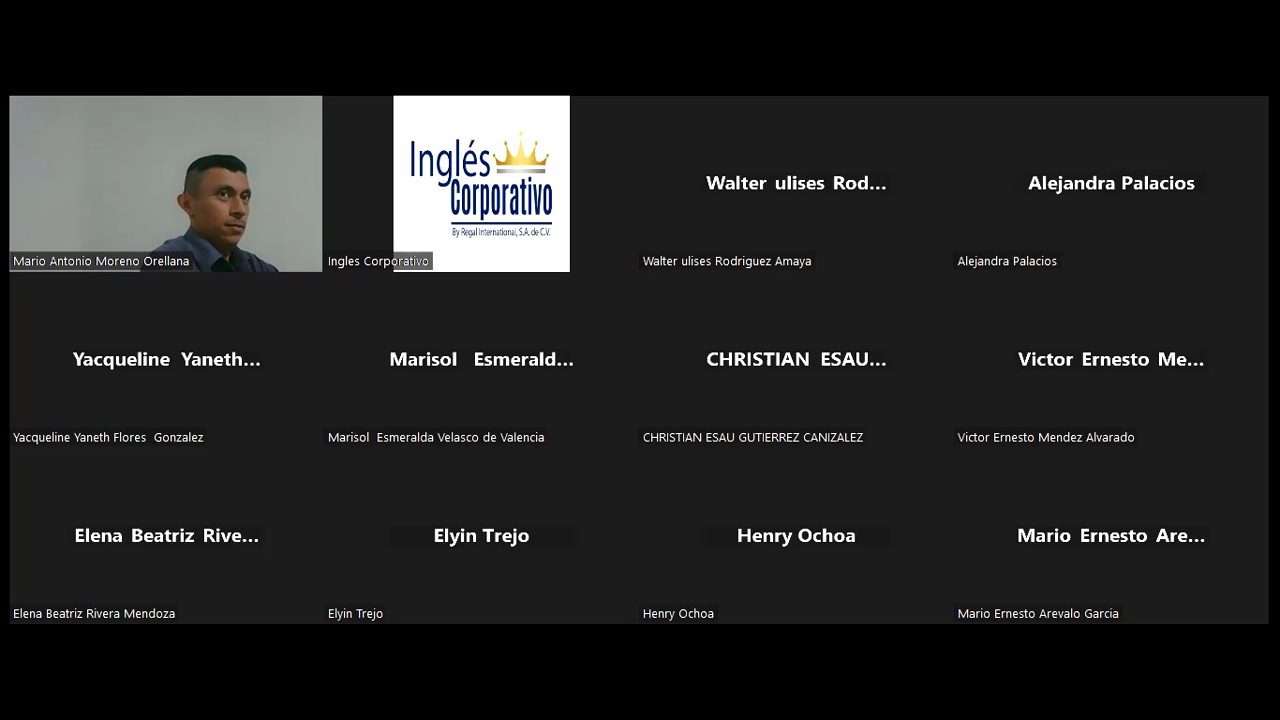 Inglés
Corporativo
By Regal International, S.A. de C.V.
Walter ulises Rod...
Alejandra Palacios
Mario Antonio Moreno Orellana
Ingles Corporativo
Walter ulises Rodriguez Amaya
Alejandra Palacios
Yacqueline Yaneth...
Marisol Esmerald...
CHRISTIAN ESAU...
Victor Ernesto Me...
Yacqueline Yaneth Flores Gonzalez
Marisol Esmeralda Velasco de Valencia
CHRISTIAN ESAU GUTIERREZ CANIZALEZ
Victor Ernesto Mendez Alvarado
Elena Beatriz Rive...
Elyin Trejo
Henry Ochoa
Mario Ernesto Are...
Elena Beatriz Rivera Mendoza
Elyin Trejo
Henry Ochoa
Mario Ernesto Arevalo Garcia